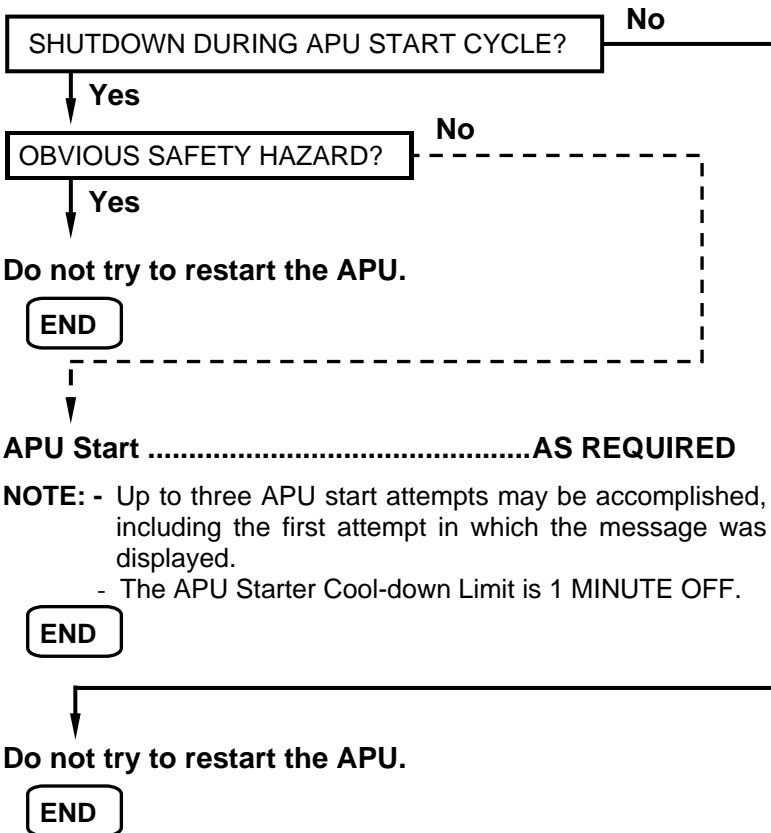 SHUTDOWN DURING APU START CYCLE?
No
Yes
OBVIOUS SAFETY HAZARD?
No
Yes
Do not try to restart the APU.
END
APU Start ...............................................AS REQUIRED
NOTE: - Up to three APU start attempts may be accomplished,
including the first attempt in which the message was
displayed.
- The APU Starter Cool-down Limit is 1 MINUTE OFF.
END
Do not try to restart the APU.
END